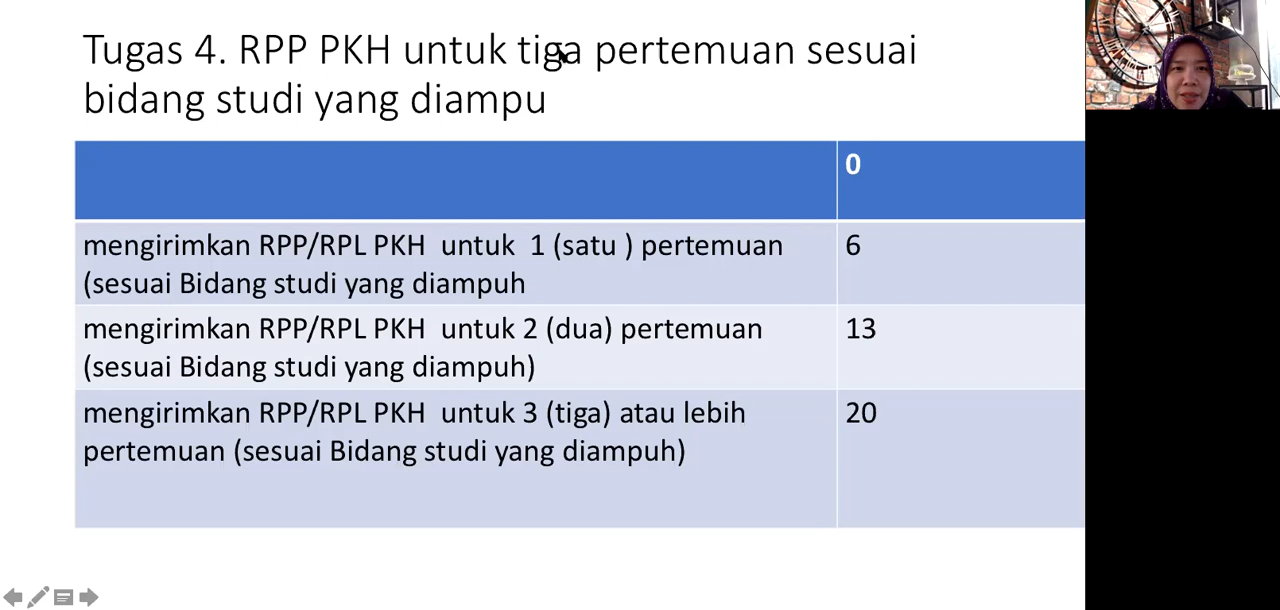 Tugas 4. RPP PKH untuk tiga pertemuan sesuai
bidang studi yang diampu
0
mengirimkan RPP/RPL PKH untuk 1 (satu ) pertemuan
(sesuai Bidang studi yang diampuh
6
mengirimkan RPP/RPL PKH untuk 2 (dua) pertemuan
(sesuai Bidang studi yang diampuh)
13
mengirimkan RPP/RPL PKH untuk 3 (tiga) atau lebih
pertemuan (sesuai Bidang studi yang diampuh)
20